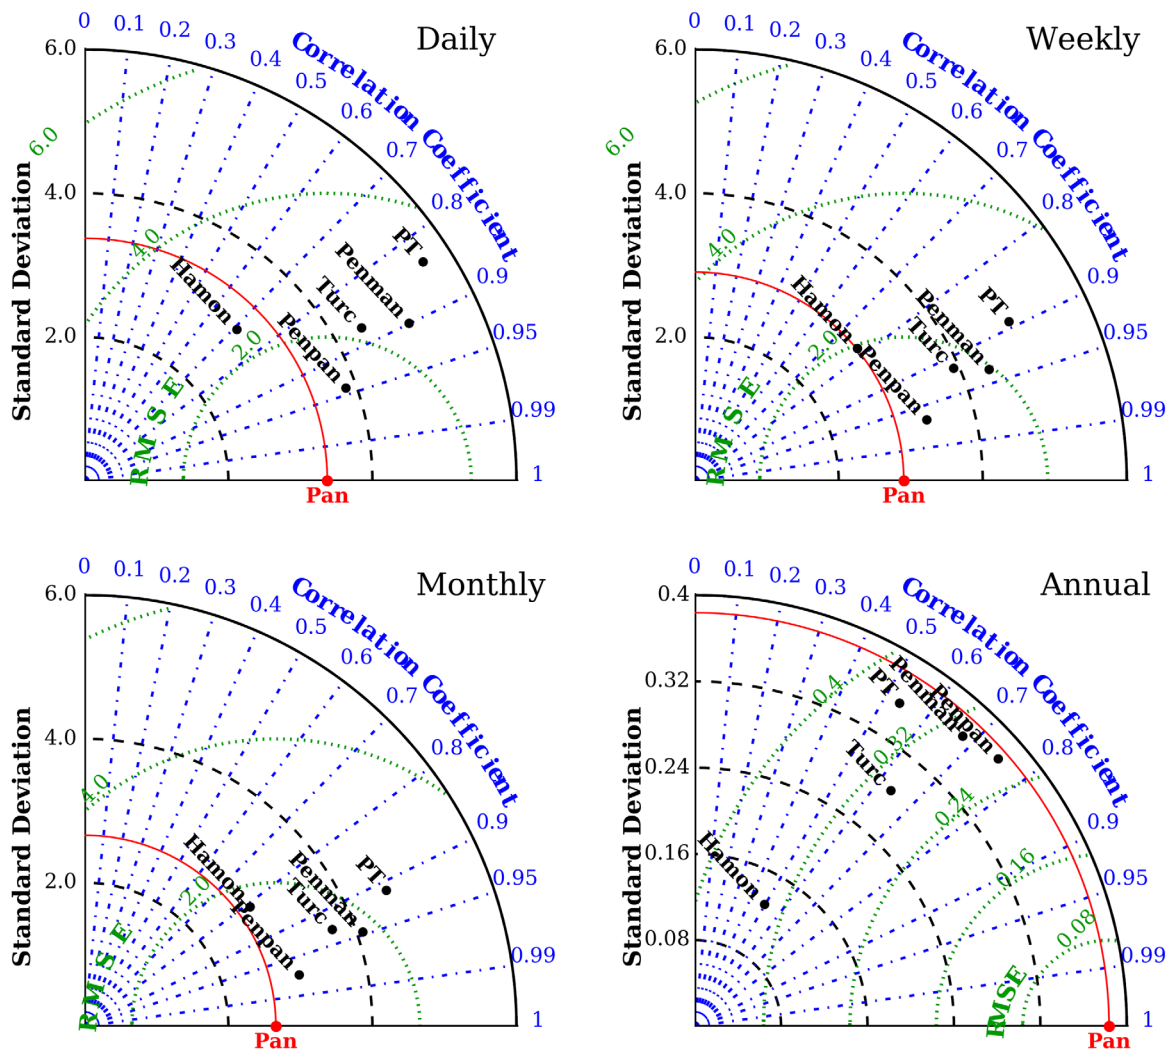 Daily
0 0.1 0.2 0.3 0.4 0.5 0.6 0.7 0.8 0.9 0.95 0.99 1
Correlation Coefficient
6.0
4.0
2.0
Standard Deviation
6.0
4.0
2.0
RMSE
Hamon
Penpan
Turc
Penman
PT
Pan
Weekly
0 0.1 0.2 0.3 0.4 0.5 0.6 0.7 0.8 0.9 0.95 0.99 1
Correlation Coefficient
6.0
4.0
2.0
Standard Deviation
6.0
4.0
2.0
RMSE
Hamon
Penpan
Turc
Penman
PT
Pan
Monthly
0 0.1 0.2 0.3 0.4 0.5 0.6 0.7 0.8 0.9 0.95 0.99 1
Correlation Coefficient
6.0
4.0
2.0
Standard Deviation
4.0
2.0
RMSE
Hamon
Penpan
Turc
Penman
PT
Pan
Annual
0 0.1 0.2 0.3 0.4 0.5 0.6 0.7 0.8 0.9 0.95 0.99 1
Correlation Coefficient
0.4
0.32
0.24
0.16
0.08
Standard Deviation
0.4
0.32
0.24
0.16
0.08
RMSE
Hamon
Turc
PT
Penman
Penpan
Pan